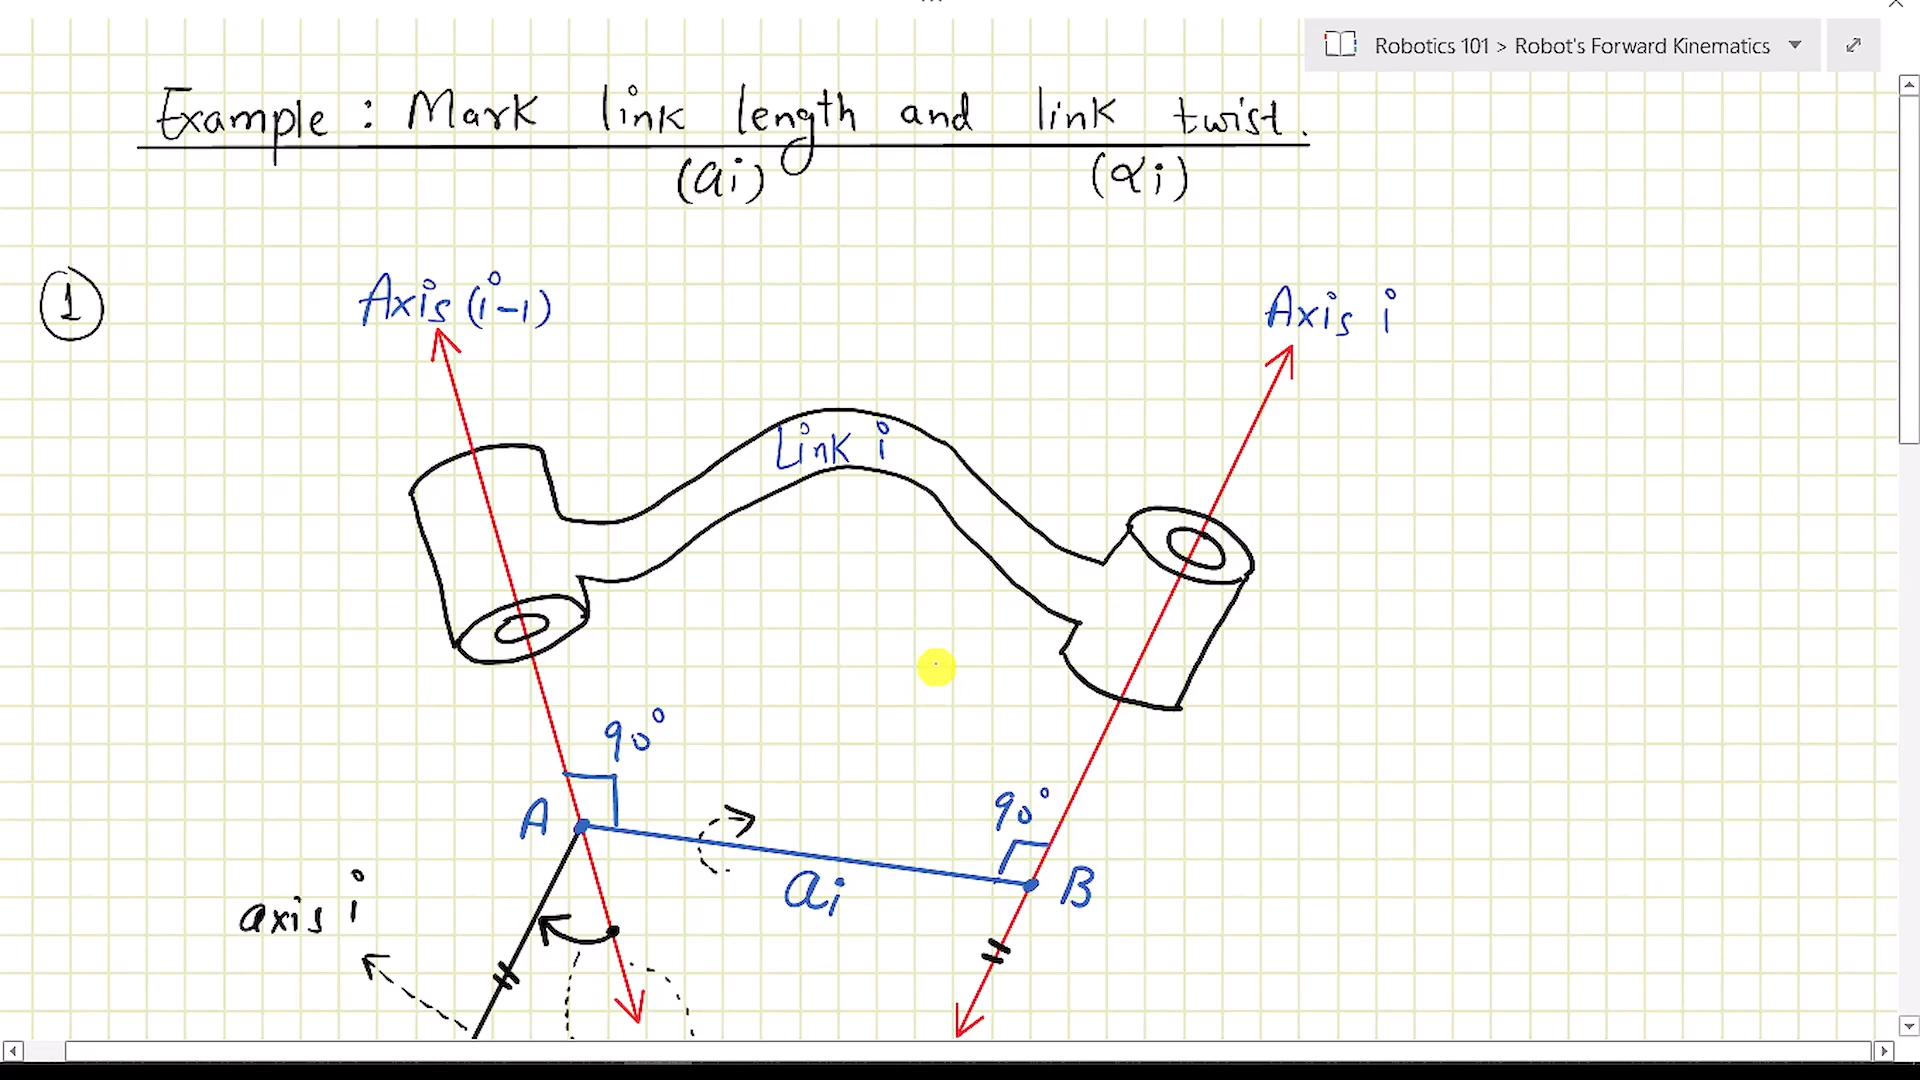 Robotics 101 > Robot's Forward Kinematics
Example : Mark link length and link twist.
(ai) (αi)
1
Axis (i-1)
Axis i
Link i
90°
A
90°
ai
B
axis i